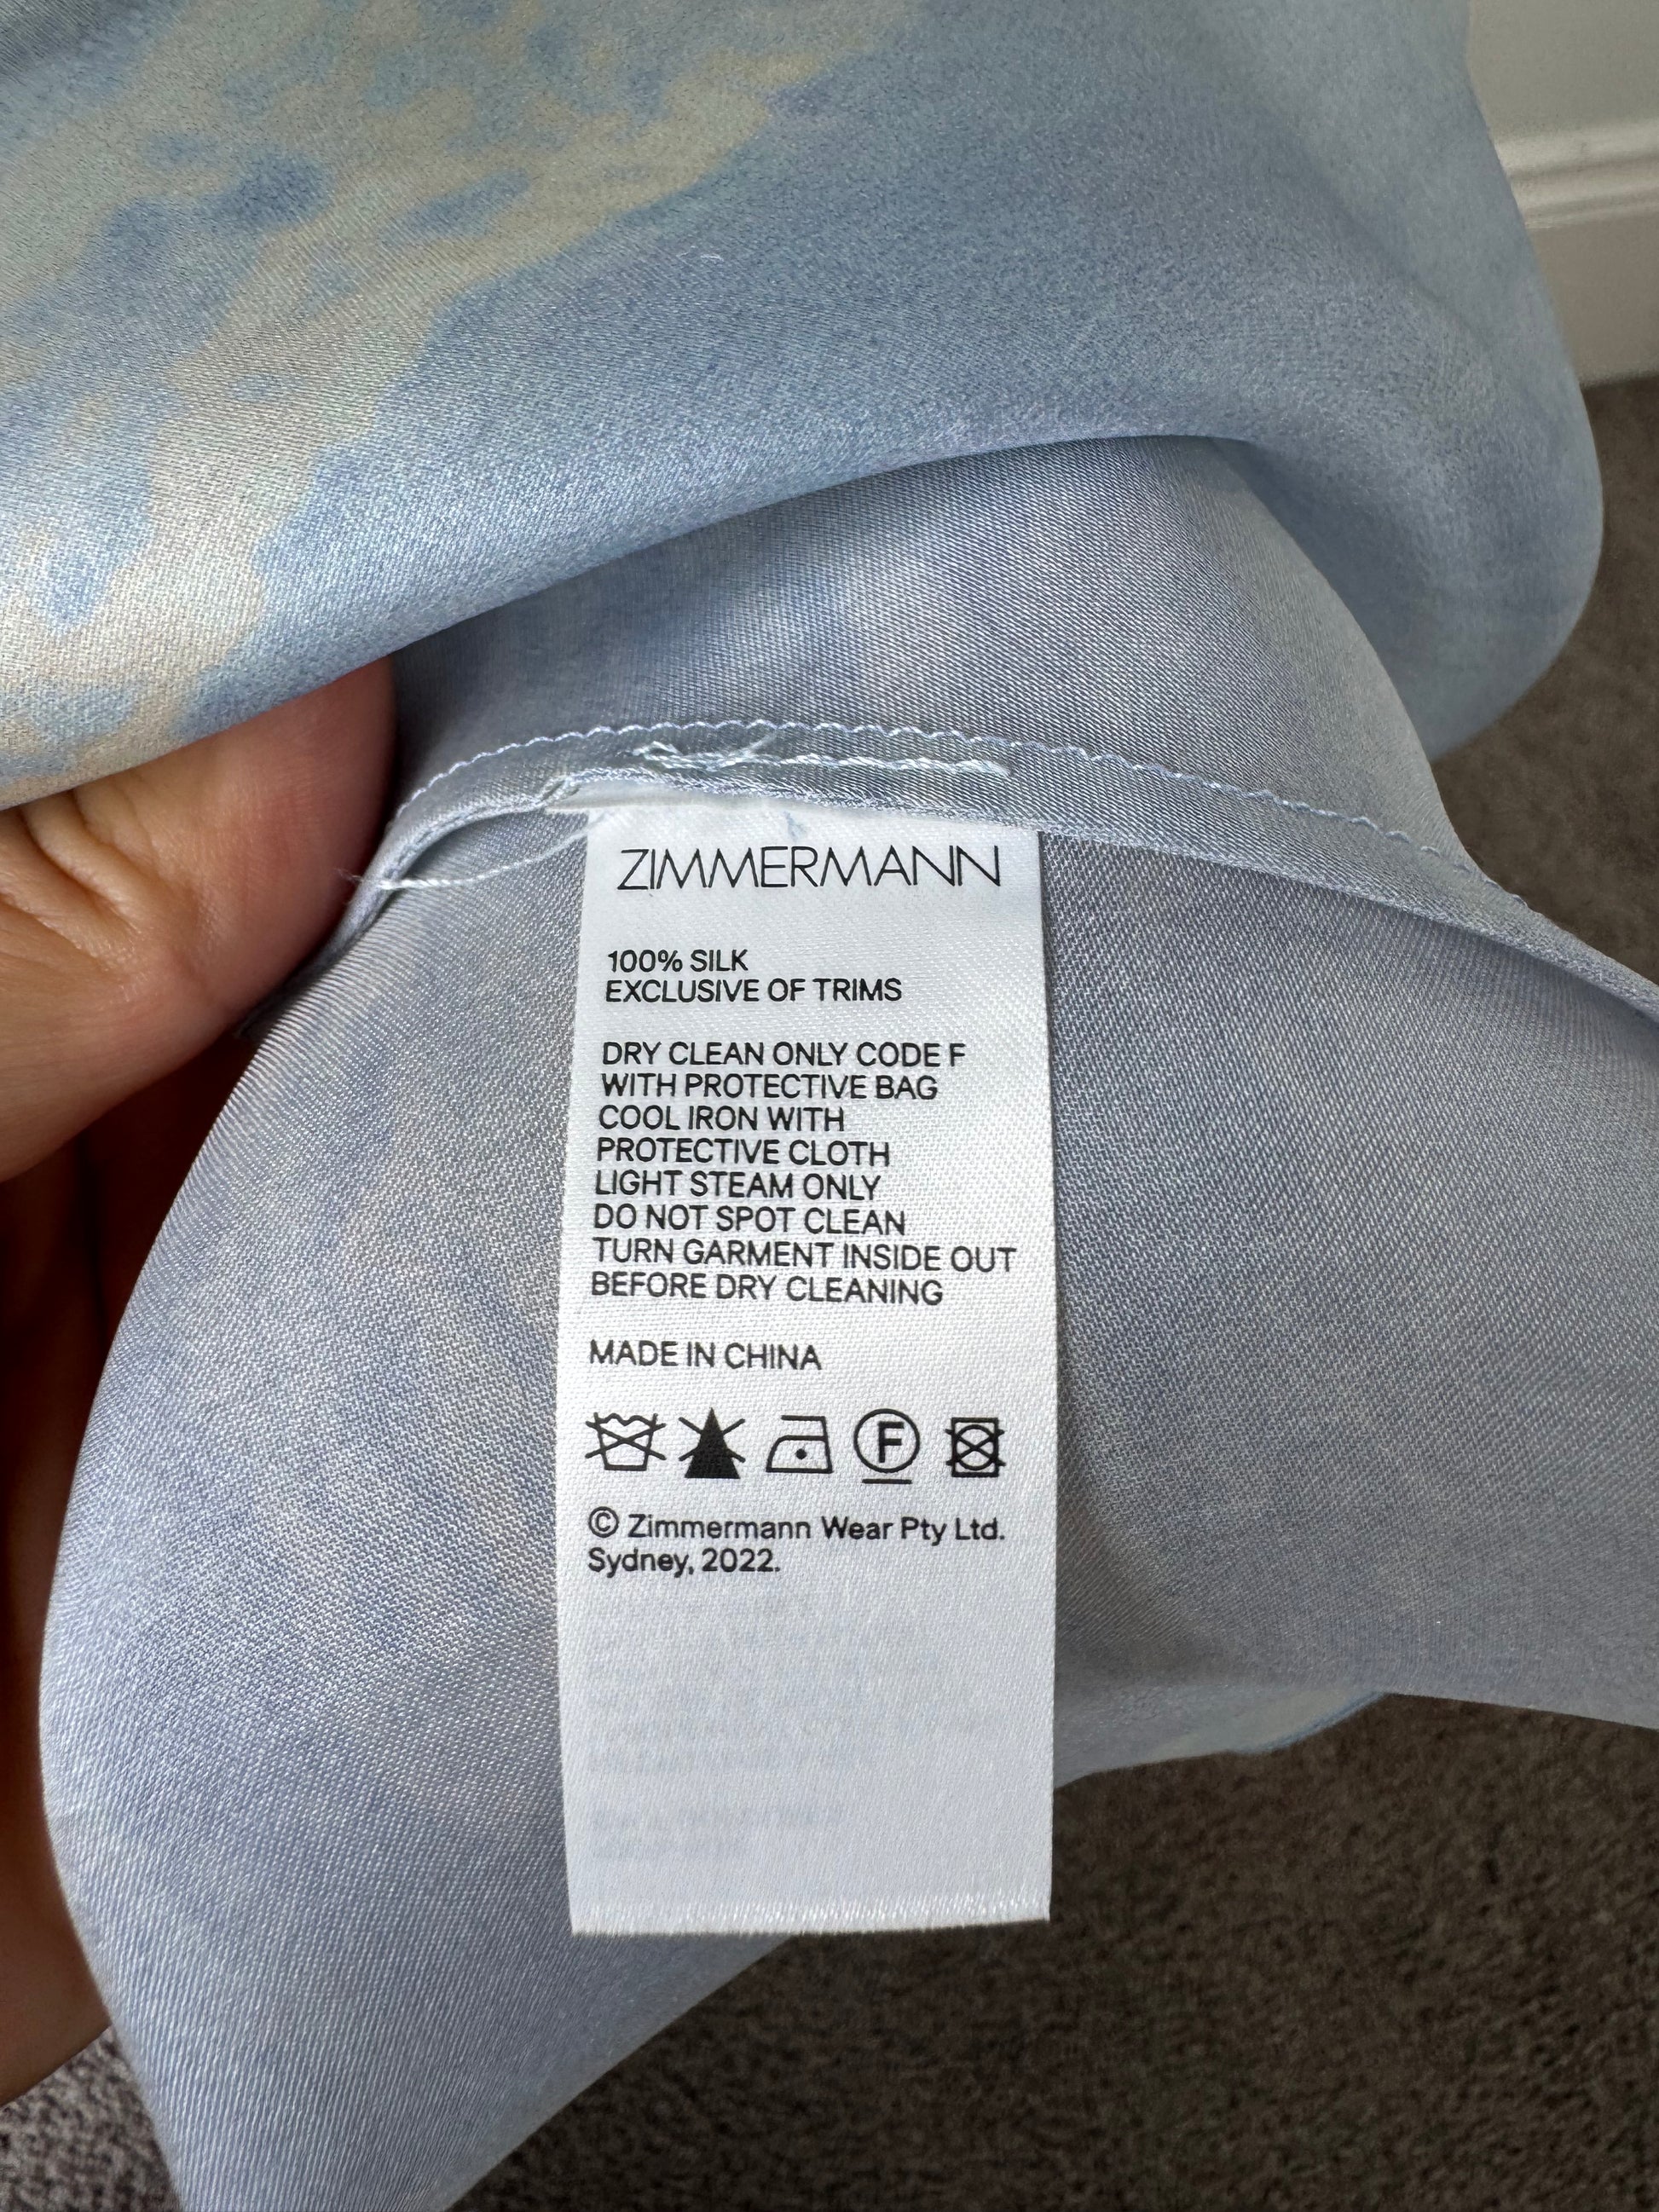 ZIMMERMANN
100% SILK
EXCLUSIVE OF TRIMS
DRY CLEAN ONLY CODE F
WITH PROTECTIVE BAG
COOL IRON WITH
PROTECTIVE CLOTH
LIGHT STEAM ONLY
DO NOT SPOT CLEAN
TURN GARMENT INSIDE OUT
BEFORE DRY CLEANING
MADE IN CHINA
F
© Zimmermann Wear Pty Ltd.
Sydney, 2022.